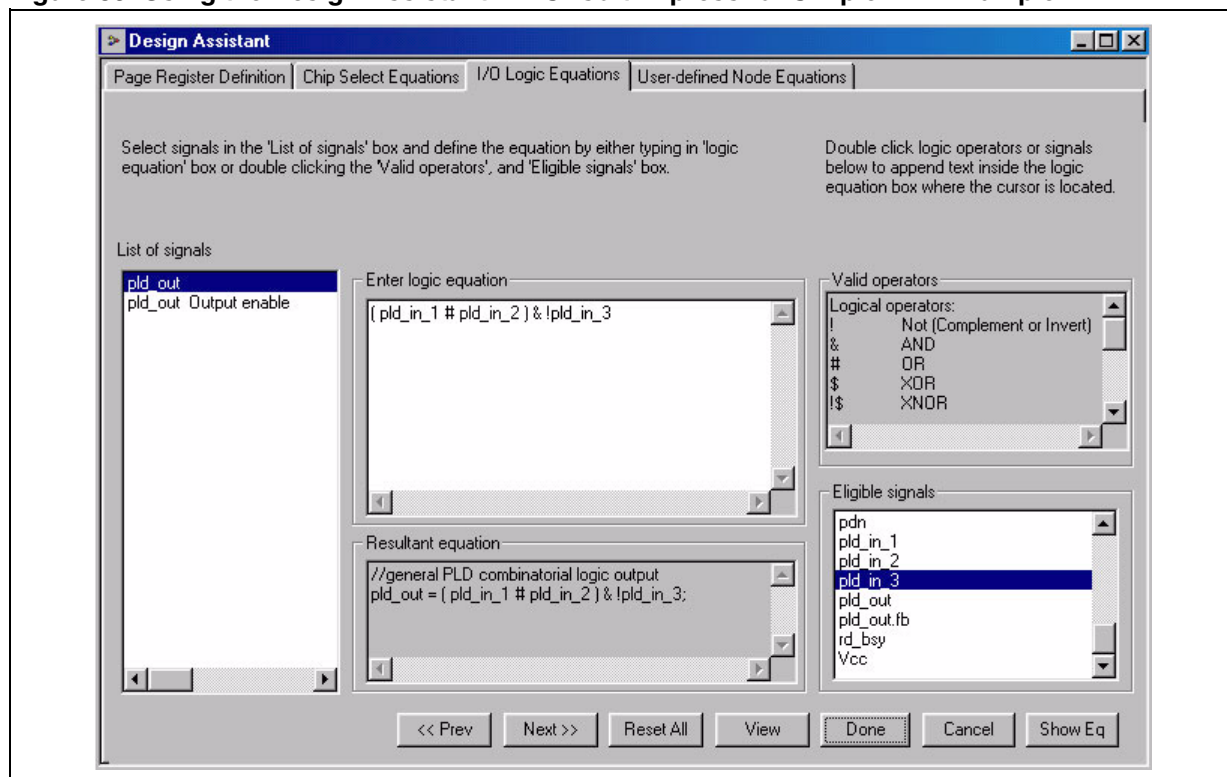 Design Assistant
Page Register Definition Chip Select Equations I/O Logic Equations User-defined Node Equations
Select signals in the 'List of signals' box and define the equation by either typing in 'logic
equation' box or double clicking the 'Valid operators', and 'Eligible signals' box.
Double click logic operators or signals
below to append text inside the logic
equation box where the cursor is located.
List of signals
pld_out
pld_out Output enable
Enter logic equation
( pld_in_1 # pld_in_2 ) & !pld_in_3
Resultant equation
//general PLD combinatorial logic output
pld_out = ( pld_in_1 # pld_in_2 ) & !pld_in_3;
Valid operators
Logical operators:
! Not (Complement or Invert)
& AND
# OR
$ XOR
!$ XNOR
Eligible signals
pdn
pld_in_1
pld_in_2
pld_in_3
pld_out
pld_out.fb
rd_bsy
Vcc
<< Prev Next >> Reset All View Done Cancel Show Eq